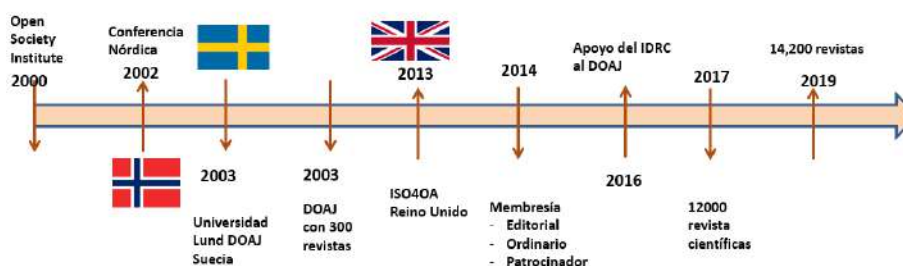 Open
Society
Institute
2000
Conferencia
Nórdica
2002
2003
Universidad
Lund DOAJ
Suecia
2003
DOAJ
con 300
revistas
2013
ISO4OA
Reino Unido
2014
Membresía
- Editorial
- Ordinario
- Patrocinador
Apoyo del IDRC
al DOAJ
2016
2017
12000
revista
científicas
14,200 revistas
2019